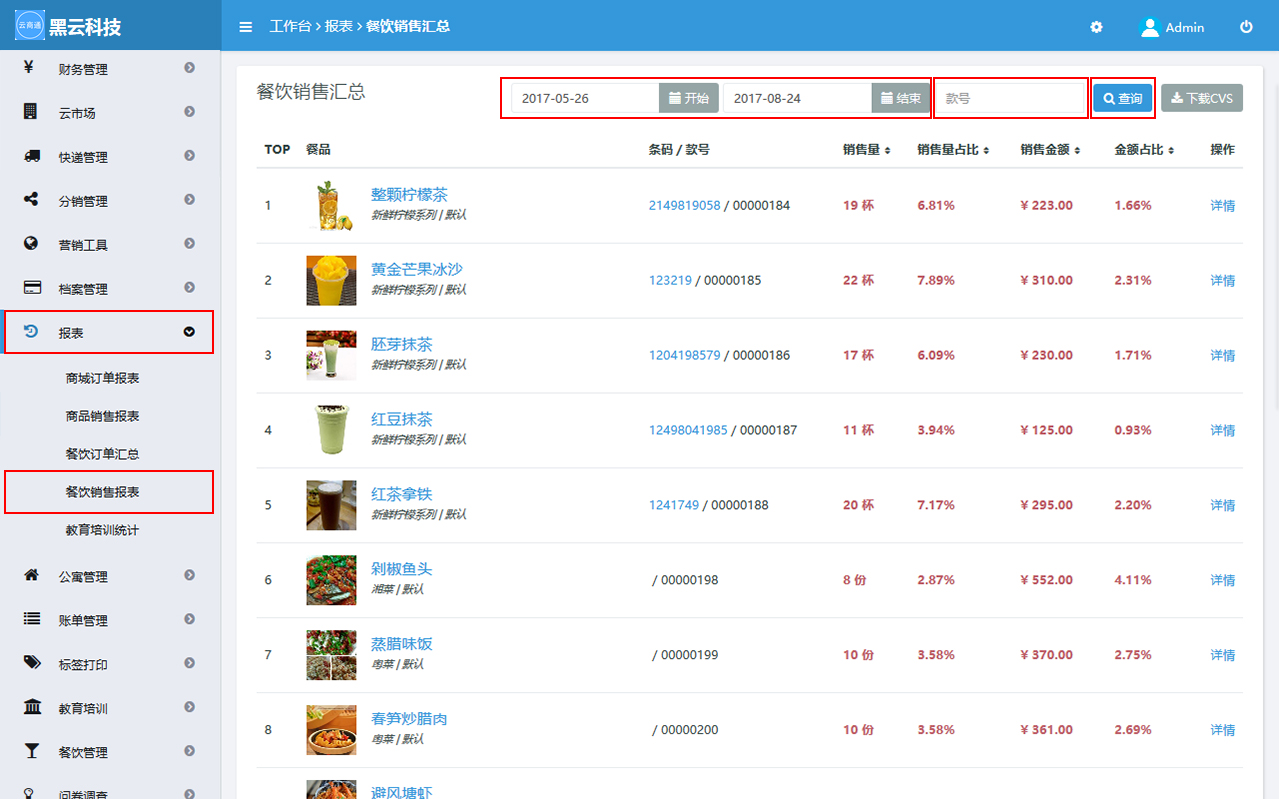 云商通
黑云科技
工作台 > 报表 > 餐饮销售汇总
Admin
¥ 财务管理
云市场
快递管理
分销管理
营销工具
档案管理
报表
商城订单报表
商品销售报表
餐饮订单汇总
餐饮销售报表
教育培训统计
公寓管理
账单管理
标签打印
教育培训
餐饮管理
问卷调查
餐饮销售汇总
2017-05-26 开始 2017-08-24 结束 款号 查询 下载CVS
TOP 餐品 条码 / 款号 销售量 销售量占比 销售金额 金额占比 操作
1 整颗柠檬茶 2149819058 / 00000184 19 杯 6.81% ¥ 223.00 1.66% 详情
新鲜柠檬系列 | 默认
2 黄金芒果冰沙 123219 / 00000185 22 杯 7.89% ¥ 310.00 2.31% 详情
新鲜柠檬系列 | 默认
3 胚芽抹茶 1204198579 / 00000186 17 杯 6.09% ¥ 230.00 1.71% 详情
新鲜柠檬系列 | 默认
4 红豆抹茶 12498041985 / 00000187 11 杯 3.94% ¥ 125.00 0.93% 详情
新鲜柠檬系列 | 默认
5 红茶拿铁 1241749 / 00000188 20 杯 7.17% ¥ 295.00 2.20% 详情
新鲜柠檬系列 | 默认
6 剁椒鱼头 / 00000198 8 份 2.87% ¥ 552.00 4.11% 详情
湘菜 | 默认
7 蒸腊味饭 / 00000199 10 份 3.58% ¥ 370.00 2.75% 详情
粤菜 | 默认
8 春笋炒腊肉 / 00000200 10 份 3.58% ¥ 361.00 2.69% 详情
粤菜 | 默认
避风塘虾